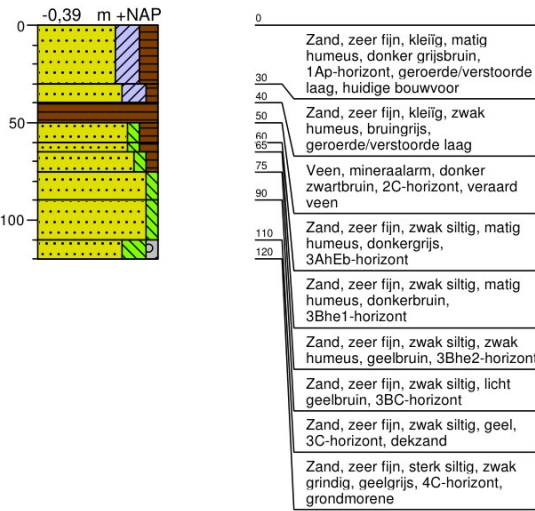 -0,39 m +NAP
0
50
100
0
30
40
50
60
65
75
90
110
120
Zand, zeer fijn, kleiïg, matig
humeus, donker grijsbruin,
1Ap-horizont, geroerde/verstoorde
laag, huidige bouwvoor
Zand, zeer fijn, kleiïg, zwak
humeus, bruingrijs,
geroerde/verstoorde laag
Veen, mineraalarm, donker
zwartbruin, 2C-horizont, veraard
veen
Zand, zeer fijn, zwak siltig, matig
humeus, donkergrijs,
3AhEb-horizont
Zand, zeer fijn, zwak siltig, matig
humeus, donkerbruin,
3Bhe1-horizont
Zand, zeer fijn, zwak siltig, zwak
humeus, geelbruin, 3Bhe2-horizont
Zand, zeer fijn, zwak siltig, licht
geelbruin, 3BC-horizont
Zand, zeer fijn, zwak siltig, geel,
3C-horizont, dekzand
Zand, zeer fijn, sterk siltig, zwak
grindig, geelgrijs, 4C-horizont,
grondmorene